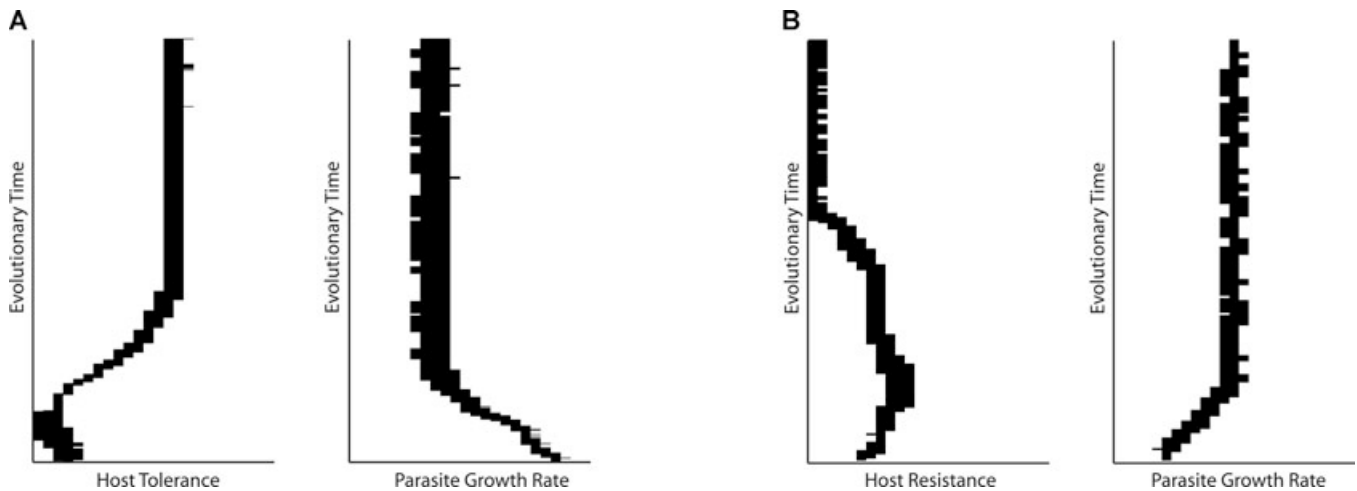 A
Evolutionary Time
Host Tolerance
Evolutionary Time
Parasite Growth Rate
B
Evolutionary Time
Host Resistance
Evolutionary Time
Parasite Growth Rate